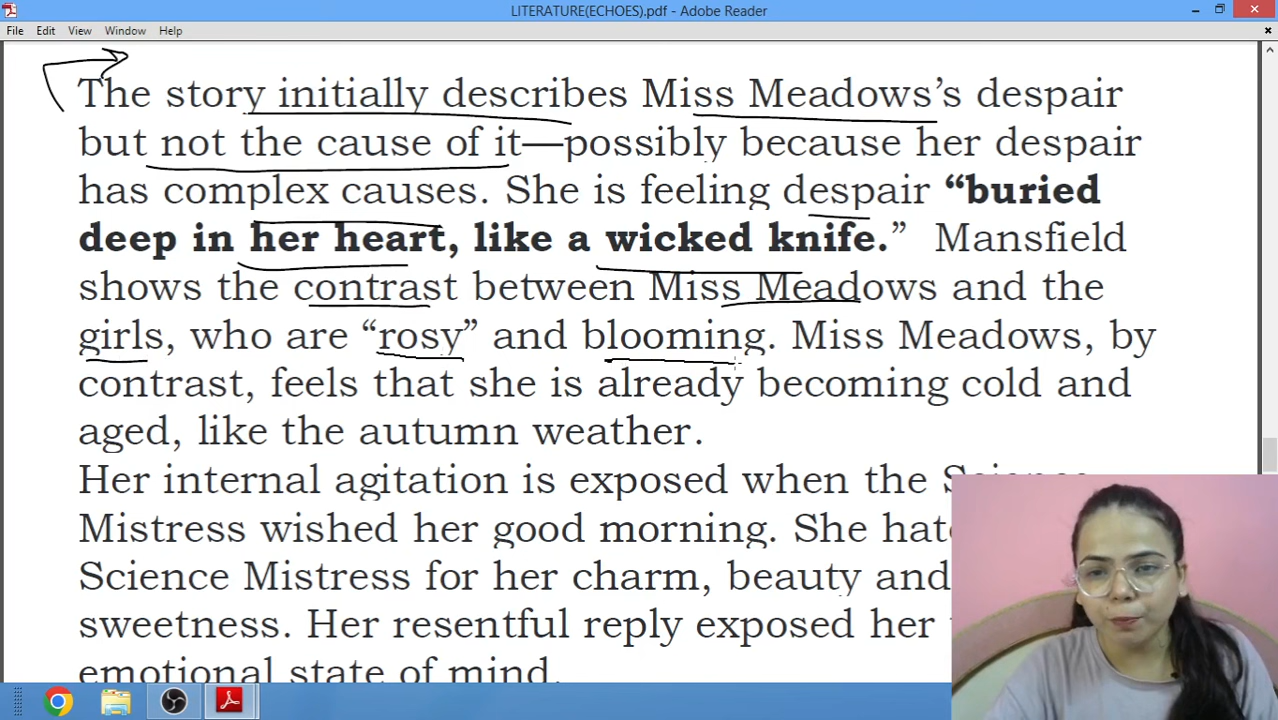 LITERATURE(ECHOES).pdf - Adobe Reader
File Edit View Window Help
The story initially describes Miss Meadows's despair
but not the cause of it—possibly because her despair
has complex causes. She is feeling despair “buried
deep in her heart, like a wicked knife.” Mansfield
shows the contrast between Miss Meadows and the
girls, who are “rosy” and blooming. Miss Meadows, by
contrast, feels that she is already becoming cold and
aged, like the autumn weather.
Her internal agitation is exposed when the Science
Mistress wished her good morning. She
Science Mistress for her charm, beauty and
sweetness. Her resentful reply exposed her
emotional state of mind.